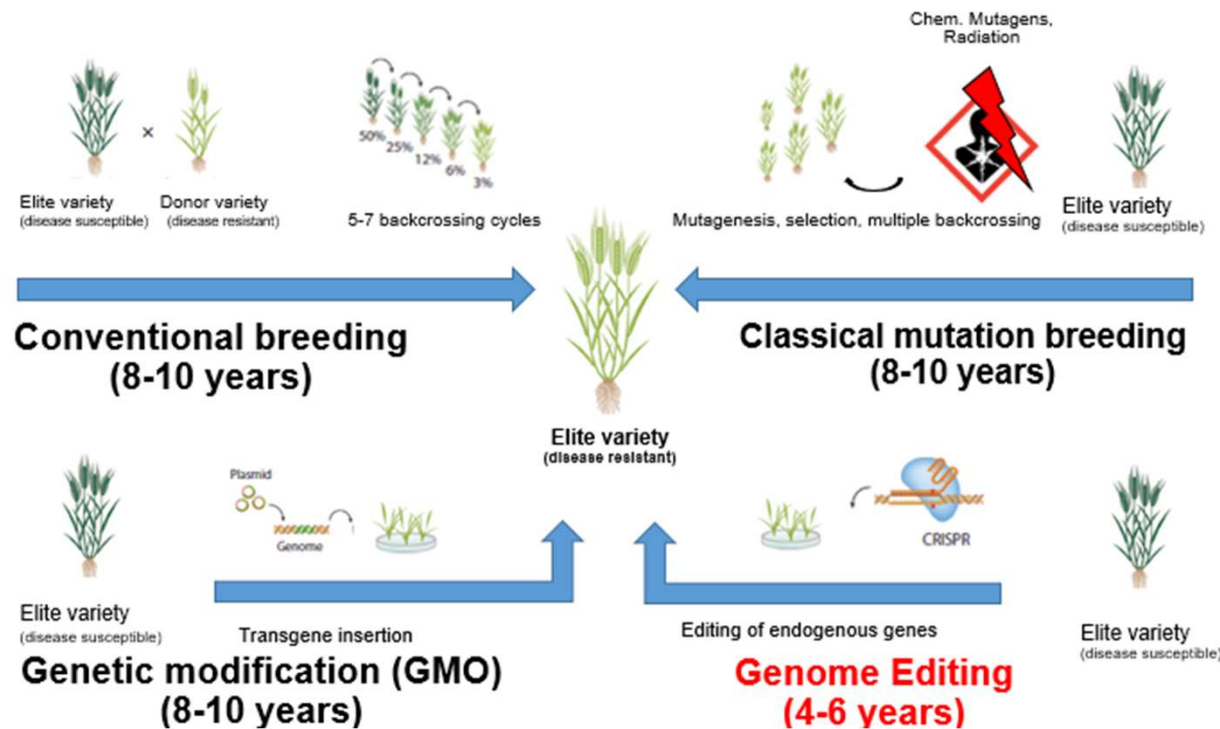 Elite variety
(disease susceptible)
×
Donor variety
(disease resistant)
50%
25%
12%
6%
3%
5-7 backcrossing cycles
Conventional breeding
(8-10 years)
Chem. Mutagens,
Radiation
Mutagenesis, selection, multiple backcrossing
Elite variety
(disease susceptible)
Classical mutation breeding
(8-10 years)
Elite variety
(disease resistant)
Elite variety
(disease susceptible)
Plasmid
Genome
Transgene insertion
Genetic modification (GMO)
(8-10 years)
CRISPR
Editing of endogenous genes
Elite variety
(disease susceptible)
Genome Editing
(4-6 years)